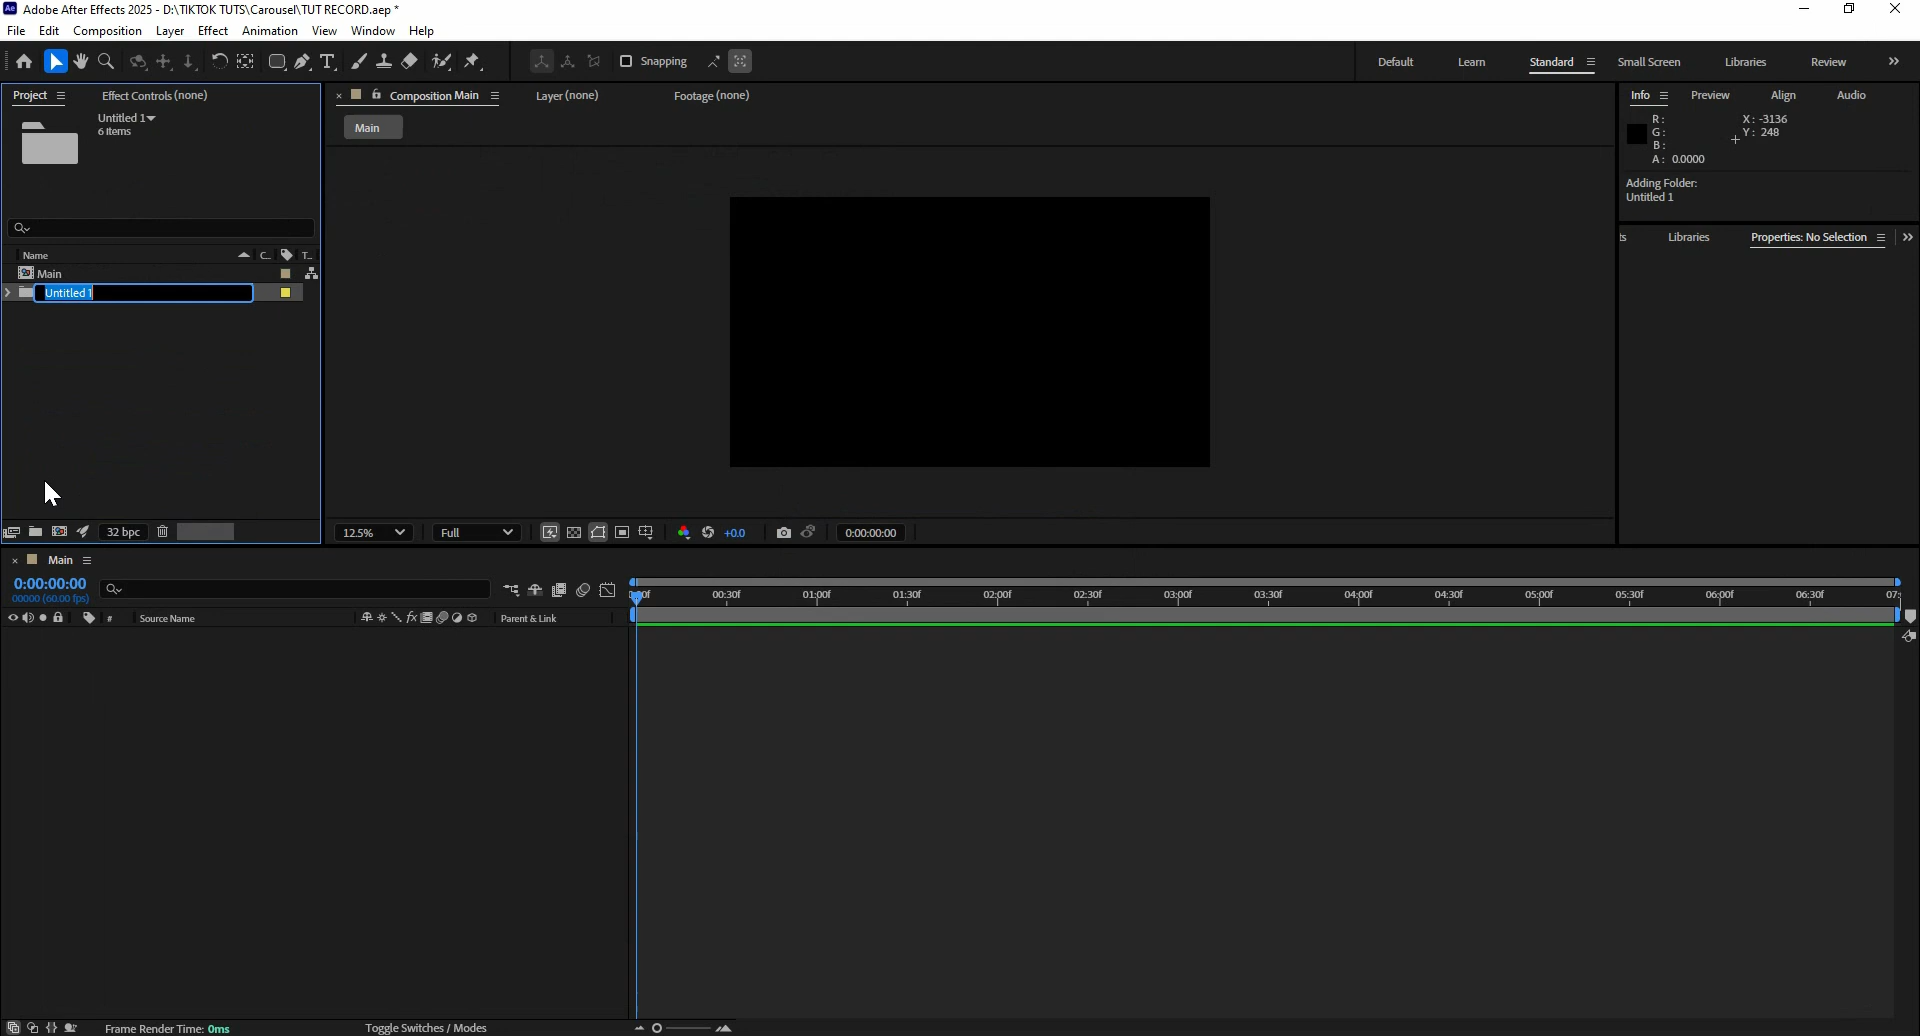 Adobe After Effects 2025 - D:\TIKTOK TUTS\Carousel\TUT RECORD.aep *
File Edit Composition Layer Effect Animation View Window Help
Snapping
Default Learn Standard Small Screen Libraries Review
Project Effect Controls (none)
Untitled 1
6 items
Name C... T...
Main
Untitled 1
32 bpc
Composition Main Layer (none) Footage (none)
Main
12.5% Full +0.0 0:00:00:00
Info Preview Align Audio
R: X: -3136
G: Y: 248
B:
A: 0.0000
Adding Folder:
Untitled 1
ts Libraries Properties: No Selection
Main
0:00:00:00
00000 (60.00 fps)
# Source Name Parent & Link
00:30f 01:00f 01:30f 02:00f 02:30f 03:00f 03:30f 04:00f 04:30f 05:00f 05:30f 06:00f 06:30f 07:
Frame Render Time: 0ms Toggle Switches / Modes